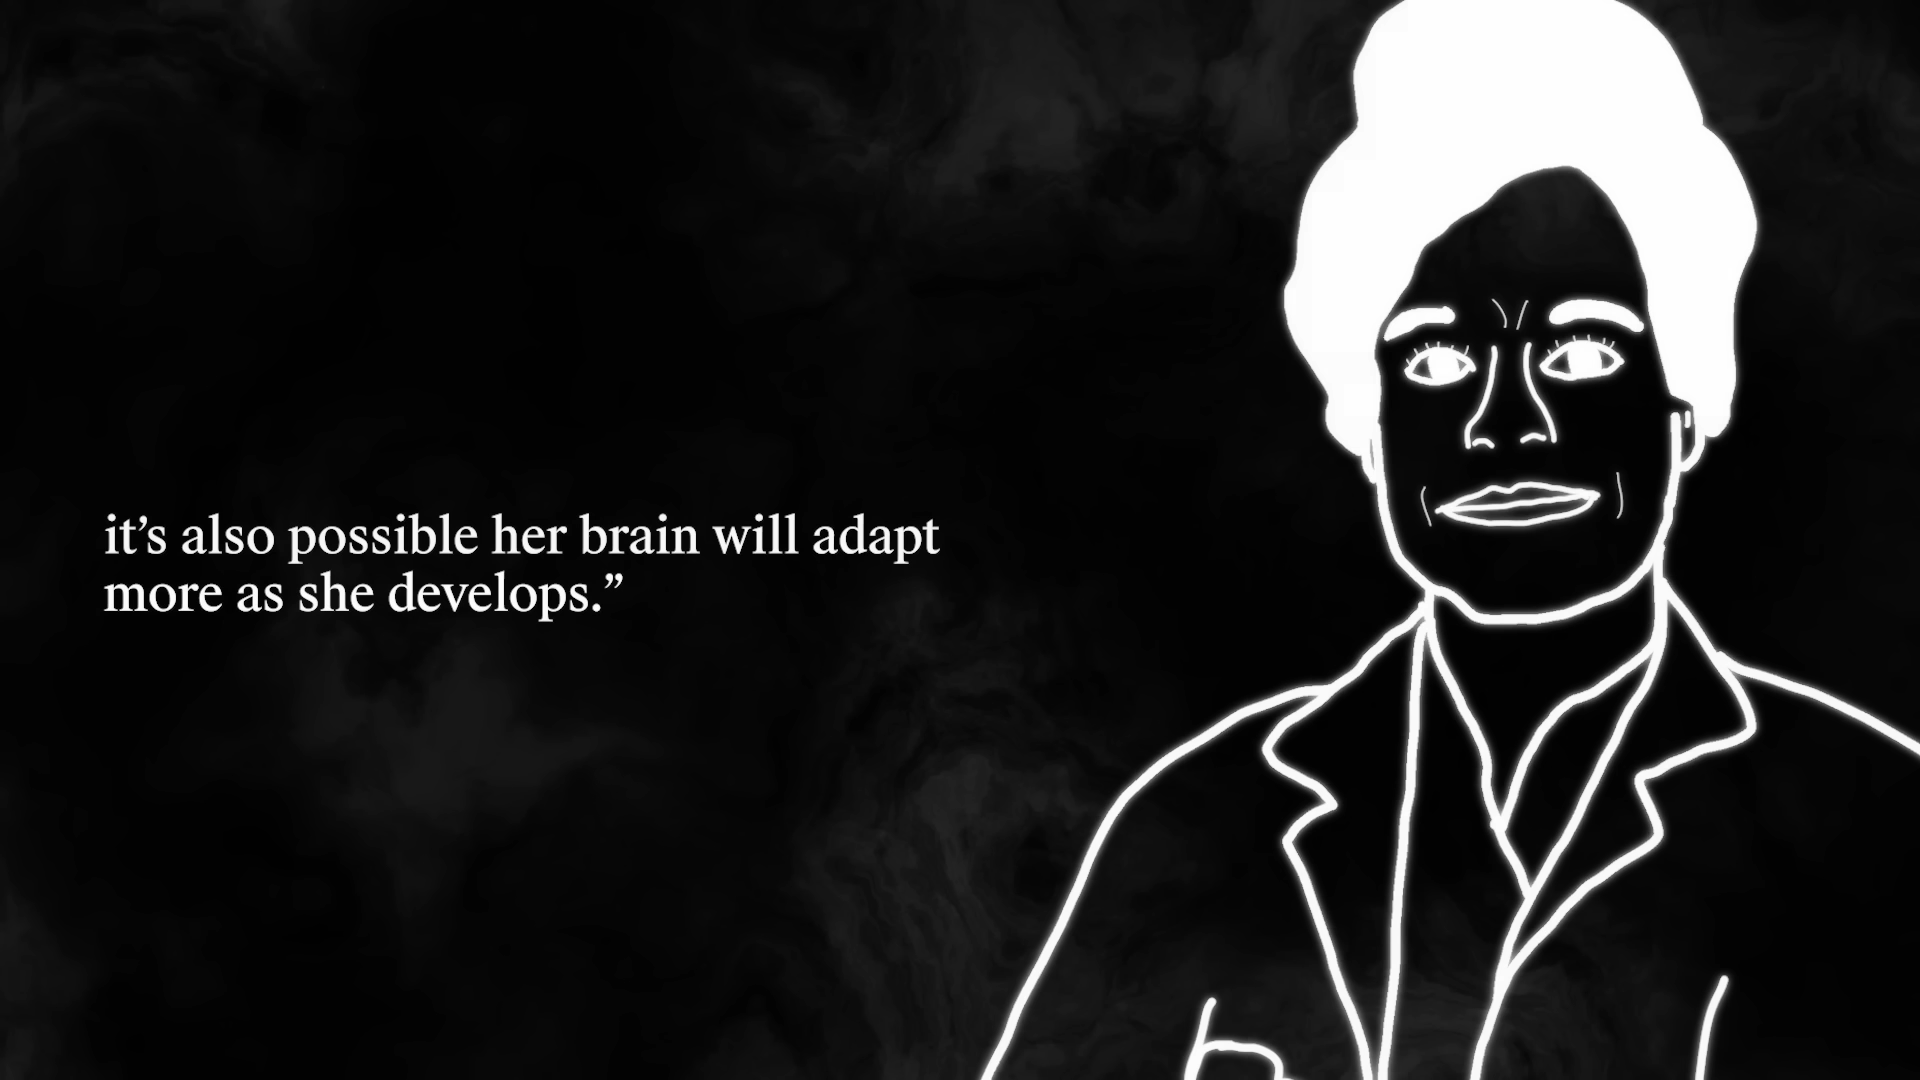 it’s also possible her brain will adapt
more as she develops.”